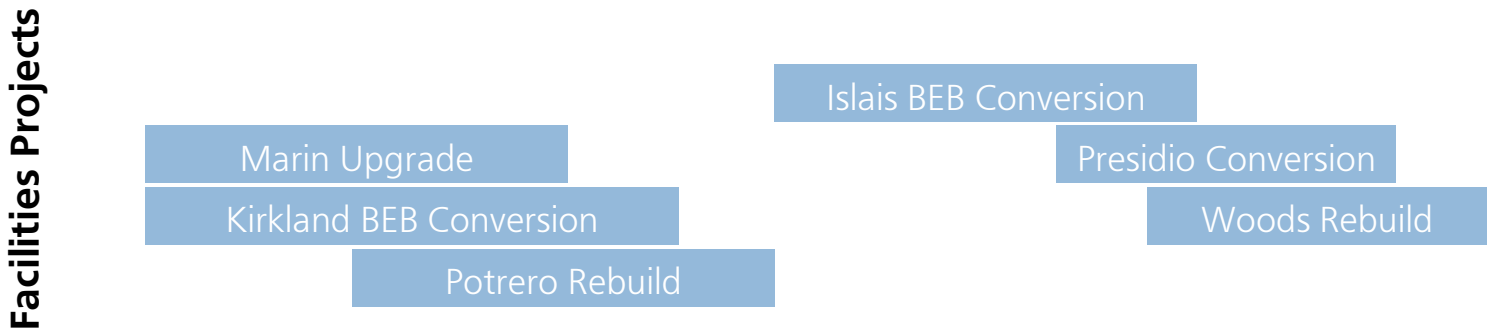 Facilities Projects
Islais BEB Conversion
Marin Upgrade
Presidio Conversion
Kirkland BEB Conversion
Woods Rebuild
Potrero Rebuild